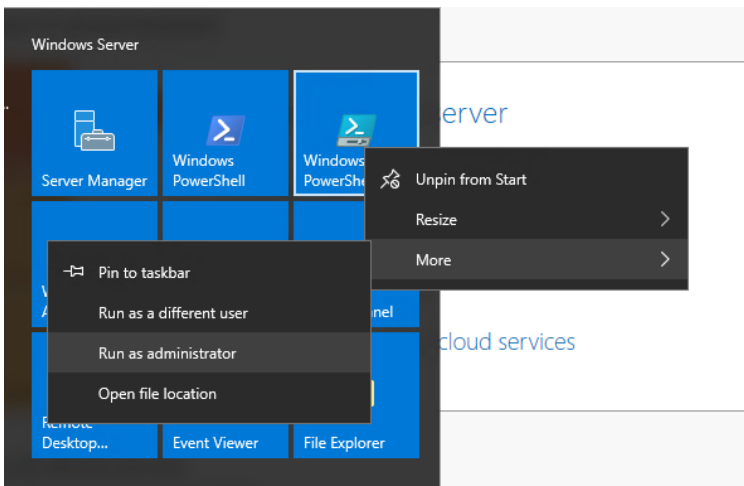 Windows Server
erver
Server Manager
Windows
PowerShell
Windows
PowerShe
Unpin from Start
Resize
More
Pin to taskbar
Run as a different user
Run as administrator
Open file location
nel
cloud services
Remote
Desktop...
Event Viewer
File Explorer